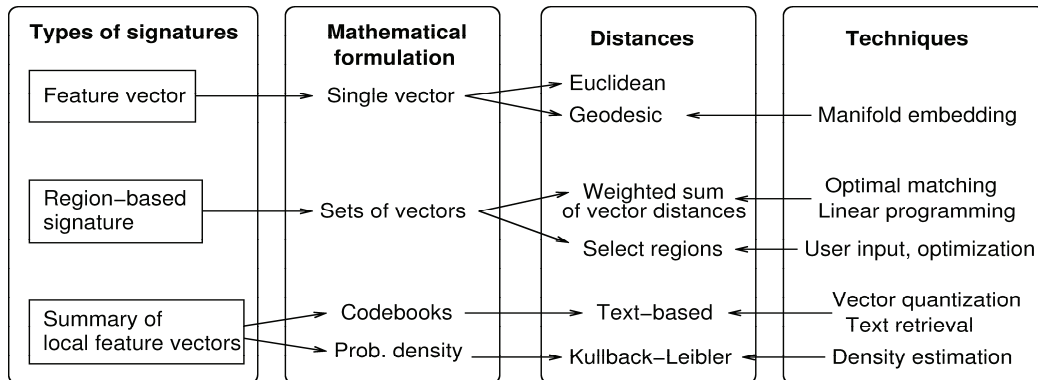 Types of signatures
Mathematical
formulation
Distances
Techniques
Feature vector
Single vector
Euclidean
Geodesic
Manifold embedding
Region−based
signature
Sets of vectors
Weighted sum
of vector distances
Optimal matching
Linear programming
Select regions
User input, optimization
Summary of
local feature vectors
Codebooks
Text−based
Vector quantization
Text retrieval
Prob. density
Kullback−Leibler
Density estimation